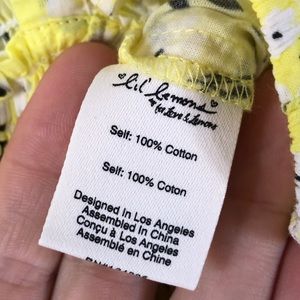 lil' lemons
by for love & lemons
Self: 100% Cotton
Self: 100% Coton
Designed in Los Angeles
Assembled in China
Conçu à Los Angeles
Assemblé en Chine